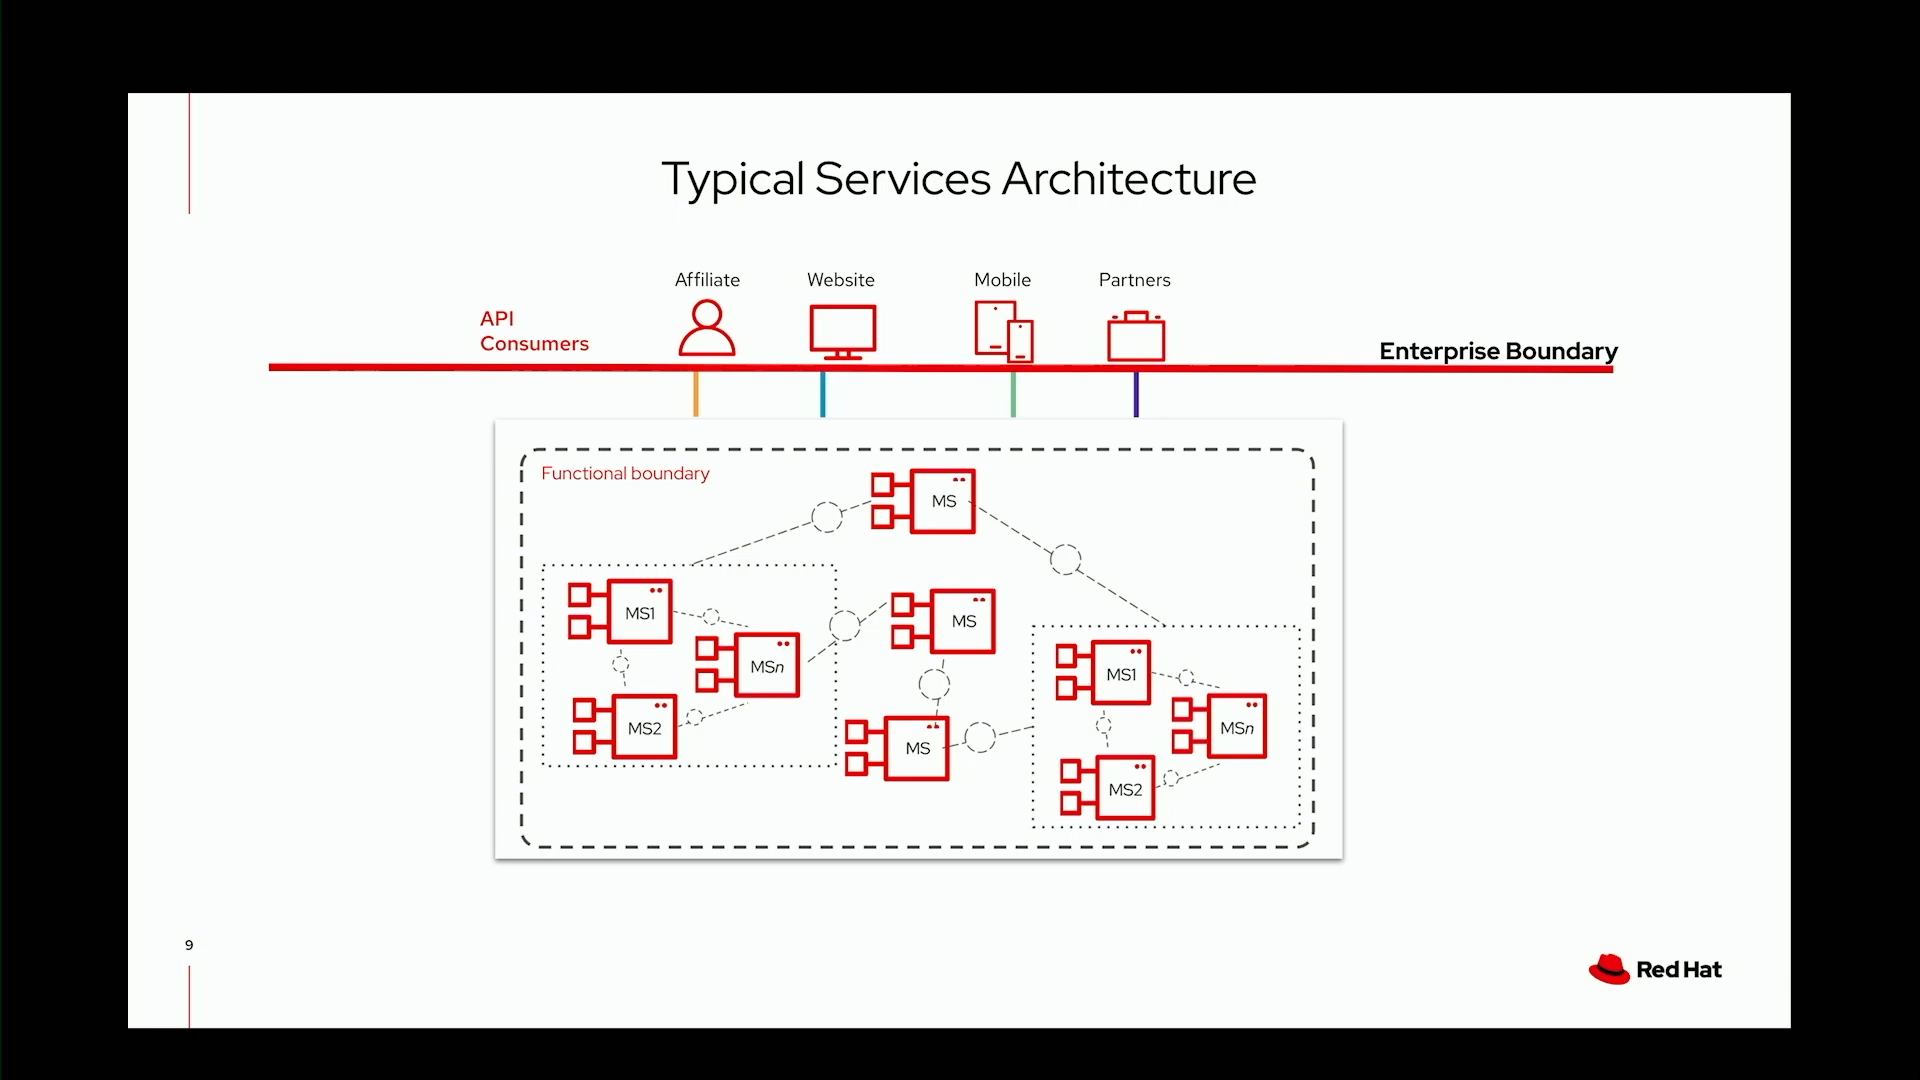 Typical Services Architecture
Affiliate
Website
Mobile
Partners
API
Consumers
Enterprise Boundary
Functional boundary
MS
MS1
MSn
MS2
MS
MS
MS1
MSn
MS2
9
Red Hat